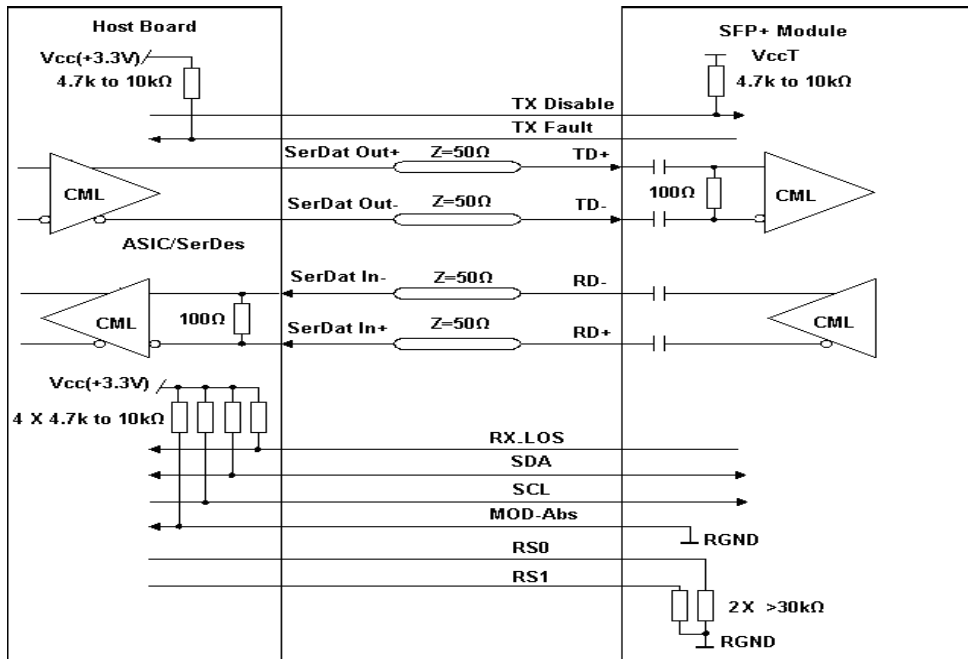 Host Board
SFP+ Module
Vcc(+3.3V)
4.7k to 10kΩ
VccT
4.7k to 10kΩ
TX Disable
TX Fault
SerDat Out+
Z=50Ω
TD+
CML
100Ω
CML
SerDat Out-
Z=50Ω
TD-
ASIC/SerDes
SerDat In-
Z=50Ω
RD-
CML
100Ω
SerDat In+
Z=50Ω
RD+
CML
Vcc(+3.3V)
4 X 4.7k to 10kΩ
RX-LOS
SDA
SCL
MOD-Abs
RGND
RS0
RS1
2X >30kΩ
RGND